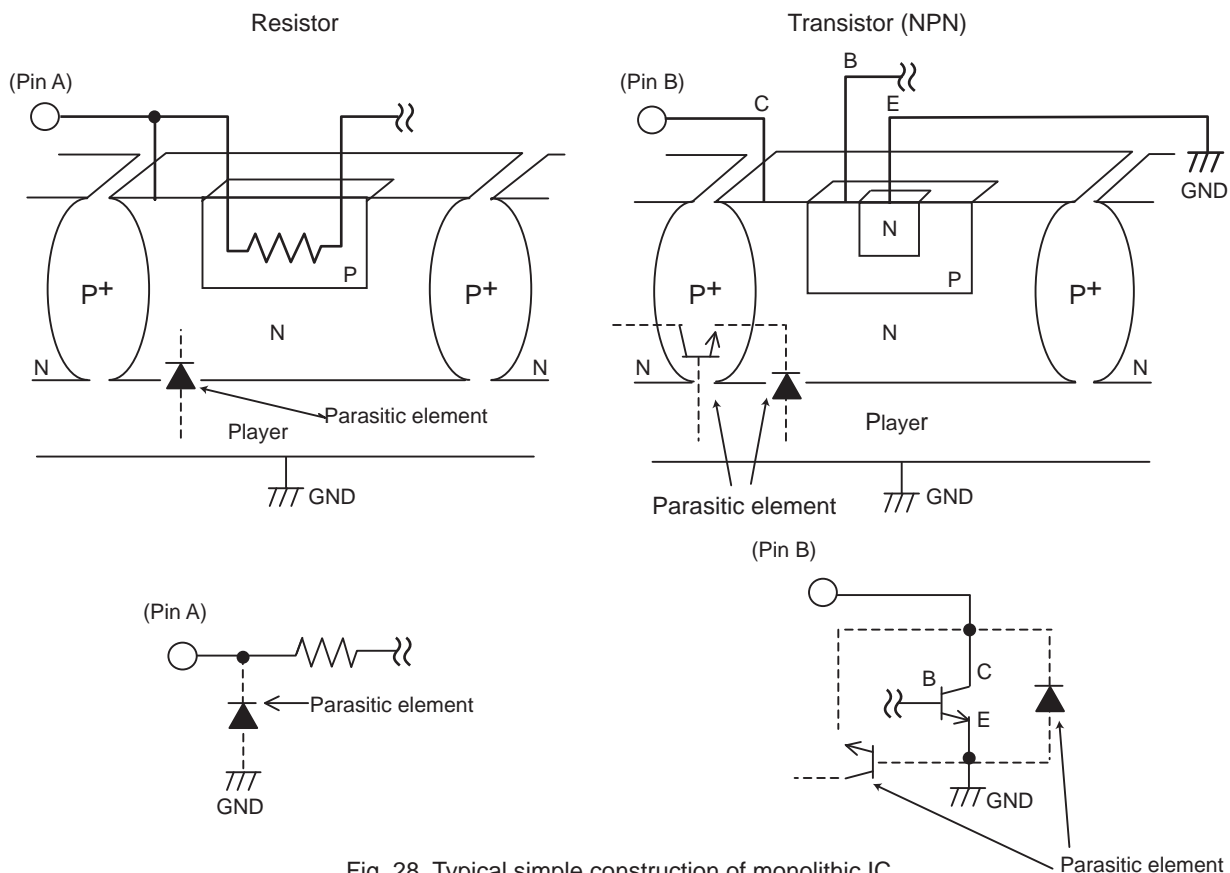 Resistor
(Pin A)
P+
P
P+
N
N
N
Parasitic element
Player
GND
Transistor (NPN)
(Pin B)
B
C
E
GND
N
P+
P
P+
N
N
N
Player
Parasitic element
GND
(Pin A)
Parasitic element
GND
(Pin B)
C
B
E
GND
Parasitic element
Fig. 28 Typical simple construction of monolithic IC